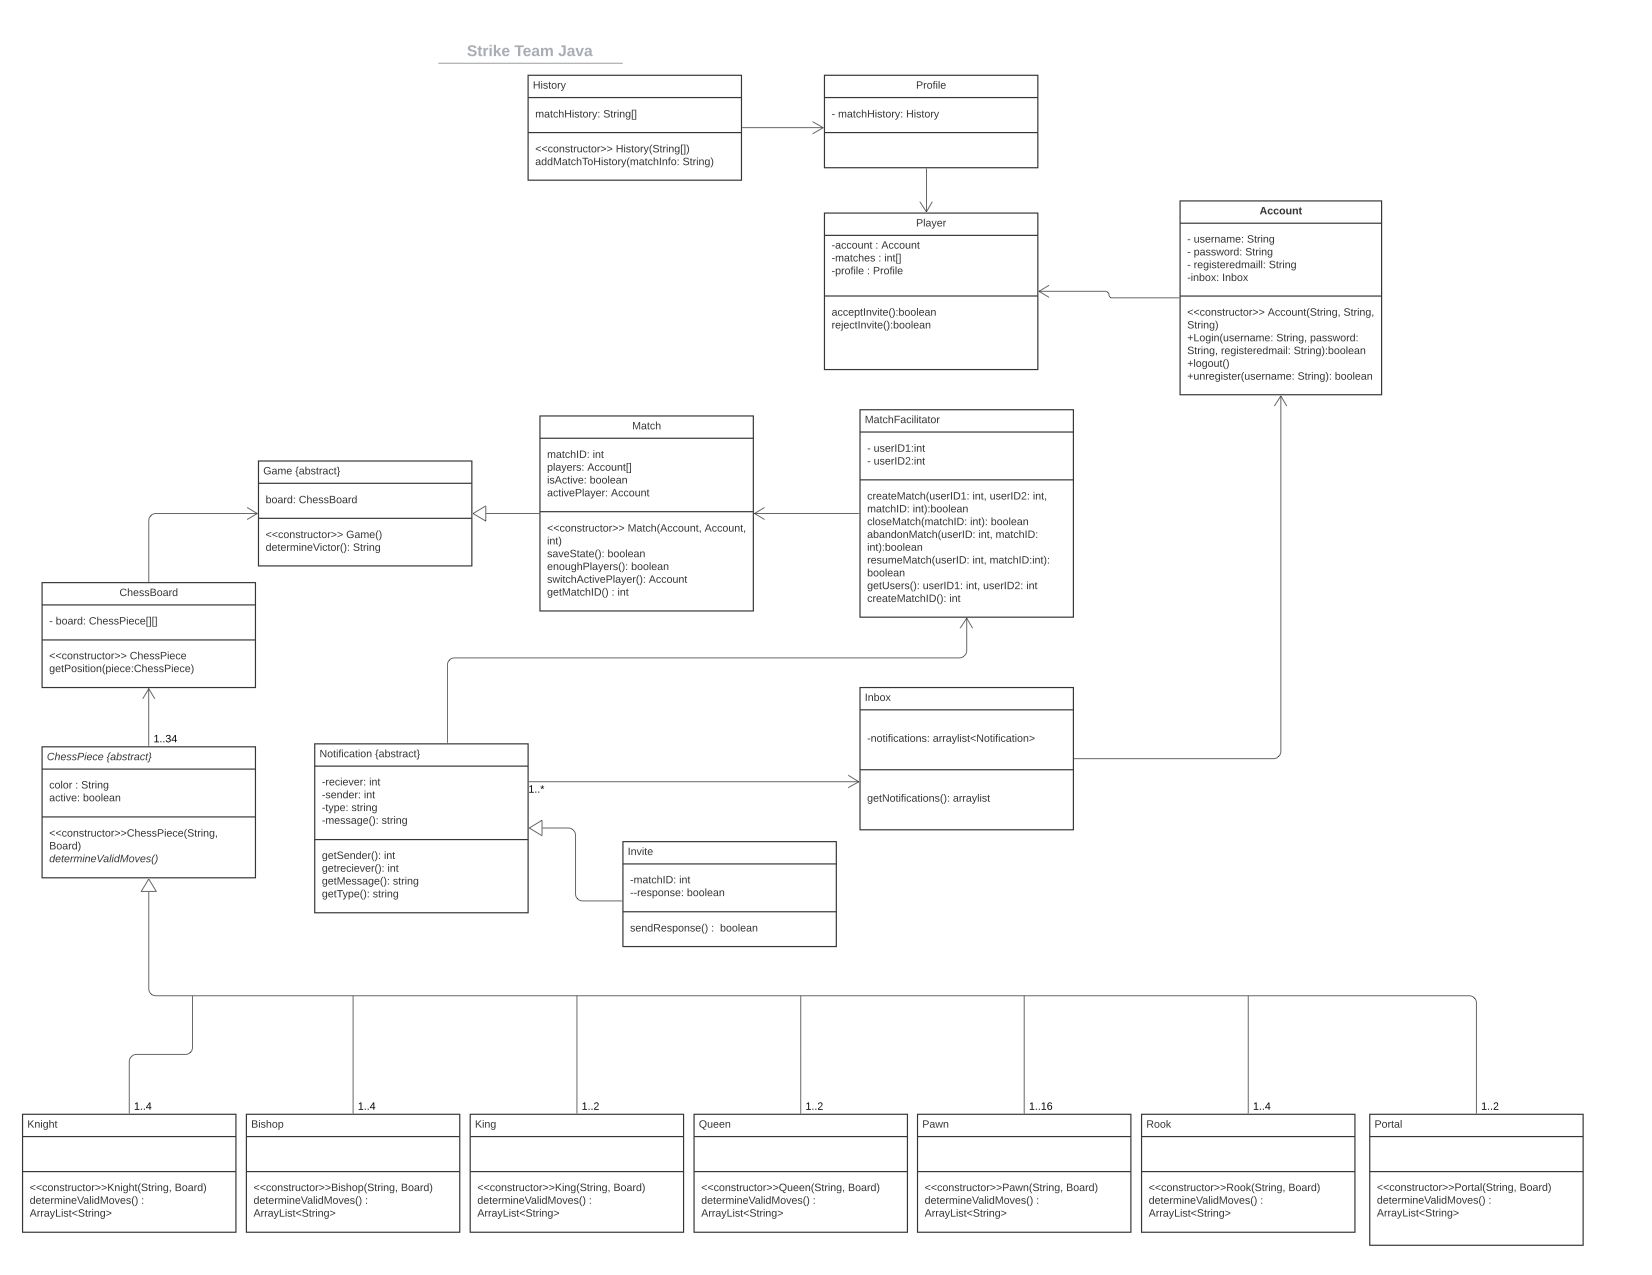 Strike Team Java
History
matchHistory: String[]
<<constructor>> History(String[])
addMatchToHistory(matchInfo: String)
Profile
- matchHistory: History
Player
-account : Account
-matches : int[]
-profile : Profile
acceptInvite():boolean
rejectInvite():boolean
Account
- username: String
- password: String
- registeredmaill: String
-inbox: Inbox
<<constructor>> Account(String, String,
String)
+Login(username: String, password:
String, registeredmail: String):boolean
+logout()
+unregister(username: String): boolean
Game {abstract}
board: ChessBoard
<<constructor>> Game()
determineVictor(): String
Match
matchID: int
players: Account[]
isActive: boolean
activePlayer: Account
<<constructor>> Match(Account, Account,
int)
saveState(): boolean
enoughPlayers(): boolean
switchActivePlayer(): Account
getMatchID() : int
MatchFacilitator
- userID1:int
- userID2:int
createMatch(userID1: int, userID2: int,
matchID: int):boolean
closeMatch(matchID: int): boolean
abandonMatch(userID: int, matchID:
int):boolean
resumeMatch(userID: int, matchID:int):
boolean
getUsers(): userID1: int, userID2: int
createMatchID(): int
ChessBoard
- board: ChessPiece[][]
<<constructor>> ChessPiece
getPosition(piece:ChessPiece)
1..34
ChessPiece {abstract}
color : String
active: boolean
<<constructor>>ChessPiece(String,
Board)
determineValidMoves()
Notification {abstract}
-reciever: int
-sender: int
-type: string
-message(): string
getSender(): int
getreciever(): int
getMessage(): string
getType(): string
1..*
Inbox
-notifications: arraylist<Notification>
getNotifications(): arraylist
Invite
-matchID: int
--response: boolean
sendResponse() :  boolean
1..4
Knight
<<constructor>>Knight(String, Board)
determineValidMoves() :
ArrayList<String>
1..4
Bishop
<<constructor>>Bishop(String, Board)
determineValidMoves() :
ArrayList<String>
1..2
King
<<constructor>>King(String, Board)
determineValidMoves() :
ArrayList<String>
1..2
Queen
<<constructor>>Queen(String, Board)
determineValidMoves() :
ArrayList<String>
1..16
Pawn
<<constructor>>Pawn(String, Board)
determineValidMoves() :
ArrayList<String>
1..4
Rook
<<constructor>>Rook(String, Board)
determineValidMoves() :
ArrayList<String>
1..2
Portal
<<constructor>>Portal(String, Board)
determineValidMoves() :
ArrayList<String>